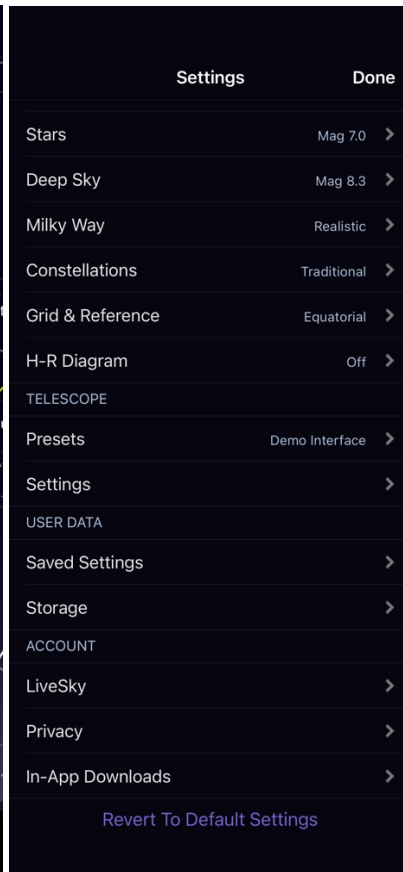 Settings Done
Stars Mag 7.0
Deep Sky Mag 8.3
Milky Way Realistic
Constellations Traditional
Grid & Reference Equatorial
H-R Diagram Off
TELESCOPE
Presets Demo Interface
Settings
USER DATA
Saved Settings
Storage
ACCOUNT
LiveSky
Privacy
In-App Downloads
Revert To Default Settings